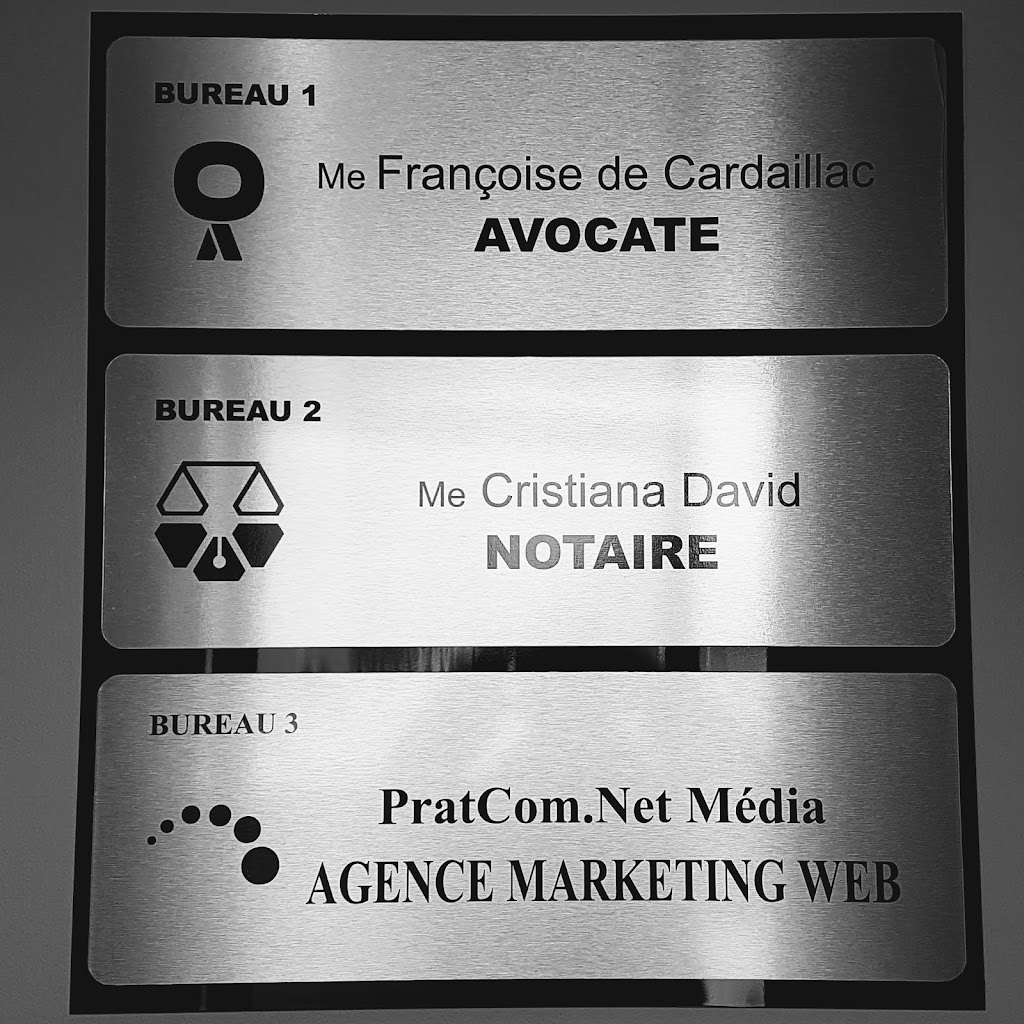 BUREAU 1
Me Françoise de Cardaillac
AVOCATE
BUREAU 2
Me Cristiana David
NOTAIRE
BUREAU 3
PratCom.Net Média
AGENCE MARKETING WEB